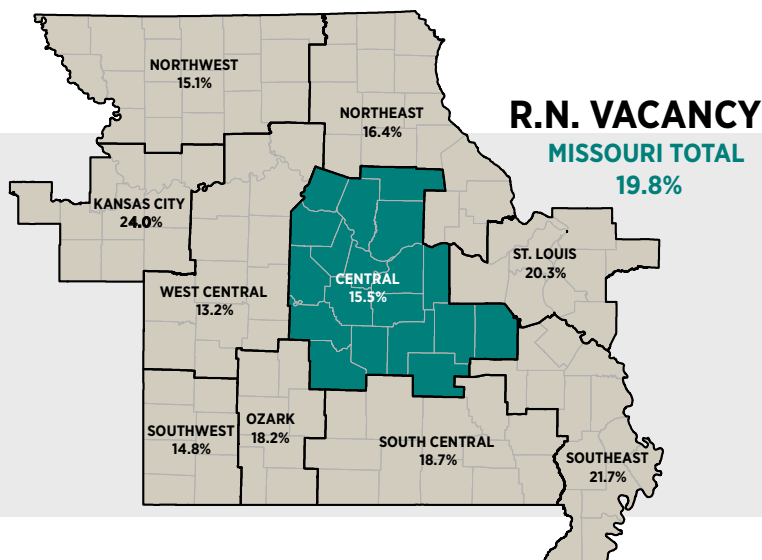 NORTHWEST
15.1%
NORTHEAST
16.4%
R.N. VACANCY
MISSOURI TOTAL
19.8%
KANSAS CITY
24.0%
ST. LOUIS
20.3%
CENTRAL
15.5%
WEST CENTRAL
13.2%
SOUTHWEST
14.8%
OZARK
18.2%
SOUTH CENTRAL
18.7%
SOUTHEAST
21.7%